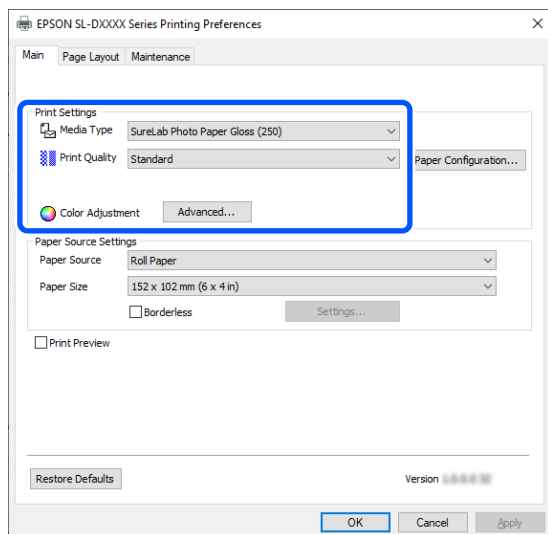 EPSON SL-DXXXX Series Printing Preferences
Main Page Layout Maintenance
Print Settings
Media Type SureLab Photo Paper Gloss (250)
Print Quality Standard Paper Configuration...
Color Adjustment Advanced...
Paper Source Settings
Paper Source Roll Paper
Paper Size 152 x 102 mm (6 x 4 in)
Borderless Settings...
Print Preview
Restore Defaults Version
OK Cancel Apply